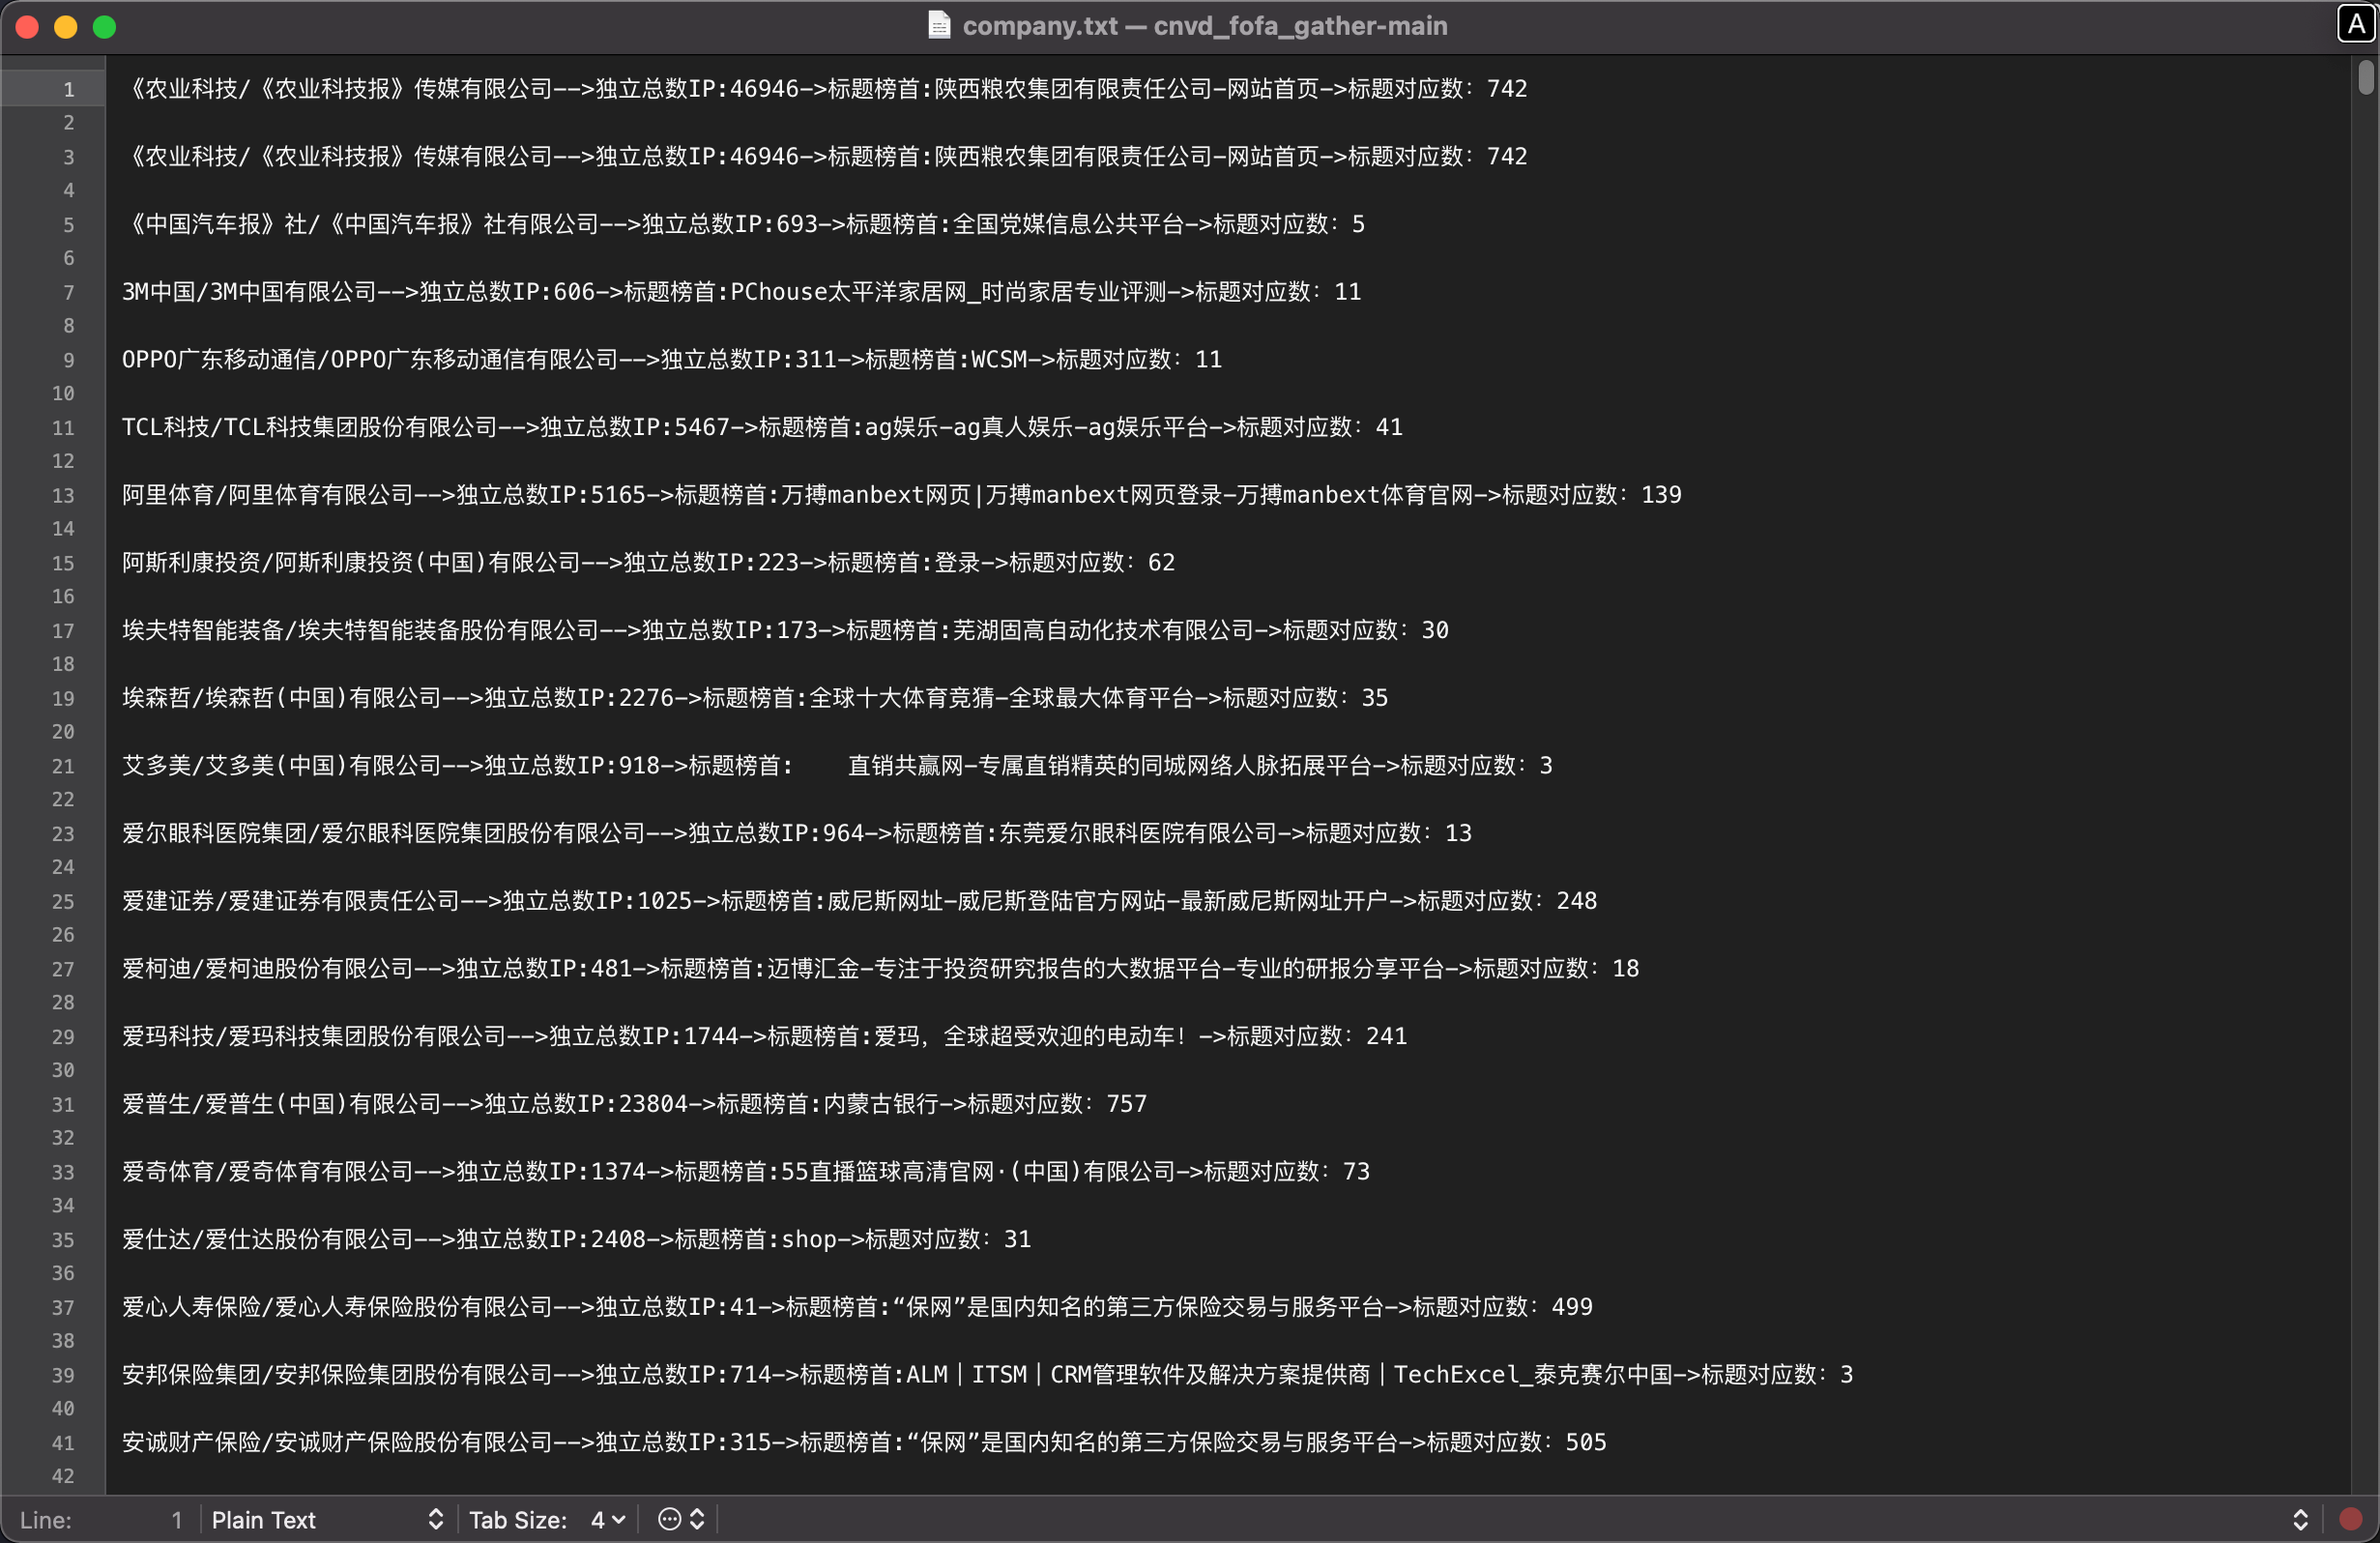 company.txt — cnvd_fofa_gather-main
A
1 《农业科技/《农业科技报》传媒有限公司-->独立总数IP:46946->标题榜首:陕西粮农集团有限责任公司-网站首页->标题对应数: 742
2
3 《农业科技/《农业科技报》传媒有限公司-->独立总数IP:46946->标题榜首:陕西粮农集团有限责任公司-网站首页->标题对应数: 742
4
5 《中国汽车报》社/《中国汽车报》社有限公司-->独立总数IP:693->标题榜首:全国党媒信息公共平台->标题对应数: 5
6
7 3M中国/3M中国有限公司-->独立总数IP:606->标题榜首:PChouse太平洋家居网_时尚家居专业评测->标题对应数: 11
8
9 OPPO广东移动通信/OPPO广东移动通信有限公司-->独立总数IP:311->标题榜首:WCSM->标题对应数: 11
10
11 TCL科技/TCL科技集团股份有限公司-->独立总数IP:5467->标题榜首:ag娱乐-ag真人娱乐-ag娱乐平台->标题对应数: 41
12
13 阿里体育/阿里体育有限公司-->独立总数IP:5165->标题榜首:万搏manbext网页|万搏manbext网页登录-万搏manbext体育官网->标题对应数: 139
14
15 阿斯利康投资/阿斯利康投资(中国)有限公司-->独立总数IP:223->标题榜首:登录->标题对应数: 62
16
17 埃夫特智能装备/埃夫特智能装备股份有限公司-->独立总数IP:173->标题榜首:芜湖固高自动化技术有限公司->标题对应数: 30
18
19 埃森哲/埃森哲(中国)有限公司-->独立总数IP:2276->标题榜首:全球十大体育竞猜-全球最大体育平台->标题对应数: 35
20
21 艾多美/艾多美(中国)有限公司-->独立总数IP:918->标题榜首:    直销共赢网-专属直销精英的同城网络人脉拓展平台->标题对应数: 3
22
23 爱尔眼科医院集团/爱尔眼科医院集团股份有限公司-->独立总数IP:964->标题榜首:东莞爱尔眼科医院有限公司->标题对应数: 13
24
25 爱建证券/爱建证券有限责任公司-->独立总数IP:1025->标题榜首:威尼斯网址-威尼斯登陆官方网站-最新威尼斯网址开户->标题对应数: 248
26
27 爱柯迪/爱柯迪股份有限公司-->独立总数IP:481->标题榜首:迈博汇金-专注于投资研究报告的大数据平台-专业的研报分享平台->标题对应数: 18
28
29 爱玛科技/爱玛科技集团股份有限公司-->独立总数IP:1744->标题榜首:爱玛，全球超受欢迎的电动车！->标题对应数: 241
30
31 爱普生/爱普生(中国)有限公司-->独立总数IP:23804->标题榜首:内蒙古银行->标题对应数: 757
32
33 爱奇体育/爱奇体育有限公司-->独立总数IP:1374->标题榜首:55直播篮球高清官网·(中国)有限公司->标题对应数: 73
34
35 爱仕达/爱仕达股份有限公司-->独立总数IP:2408->标题榜首:shop->标题对应数: 31
36
37 爱心人寿保险/爱心人寿保险股份有限公司-->独立总数IP:41->标题榜首:“保网”是国内知名的第三方保险交易与服务平台->标题对应数: 499
38
39 安邦保险集团/安邦保险集团股份有限公司-->独立总数IP:714->标题榜首:ALM｜ITSM｜CRM管理软件及解决方案提供商｜TechExcel_泰克赛尔中国->标题对应数: 3
40
41 安诚财产保险/安诚财产保险股份有限公司-->独立总数IP:315->标题榜首:“保网”是国内知名的第三方保险交易与服务平台->标题对应数: 505
42
Line: 1 Plain Text Tab Size: 4